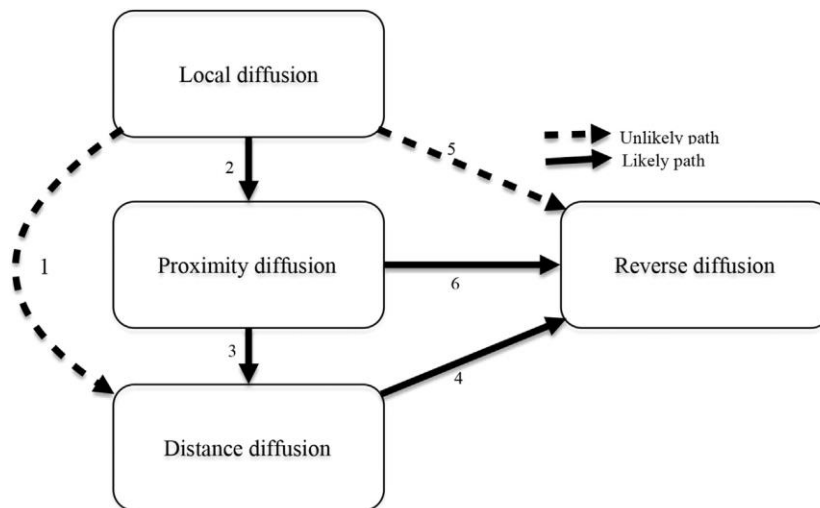 Local diffusion
5
Unlikely path
Likely path
2
1
Proximity diffusion
6
Reverse diffusion
3
4
Distance diffusion